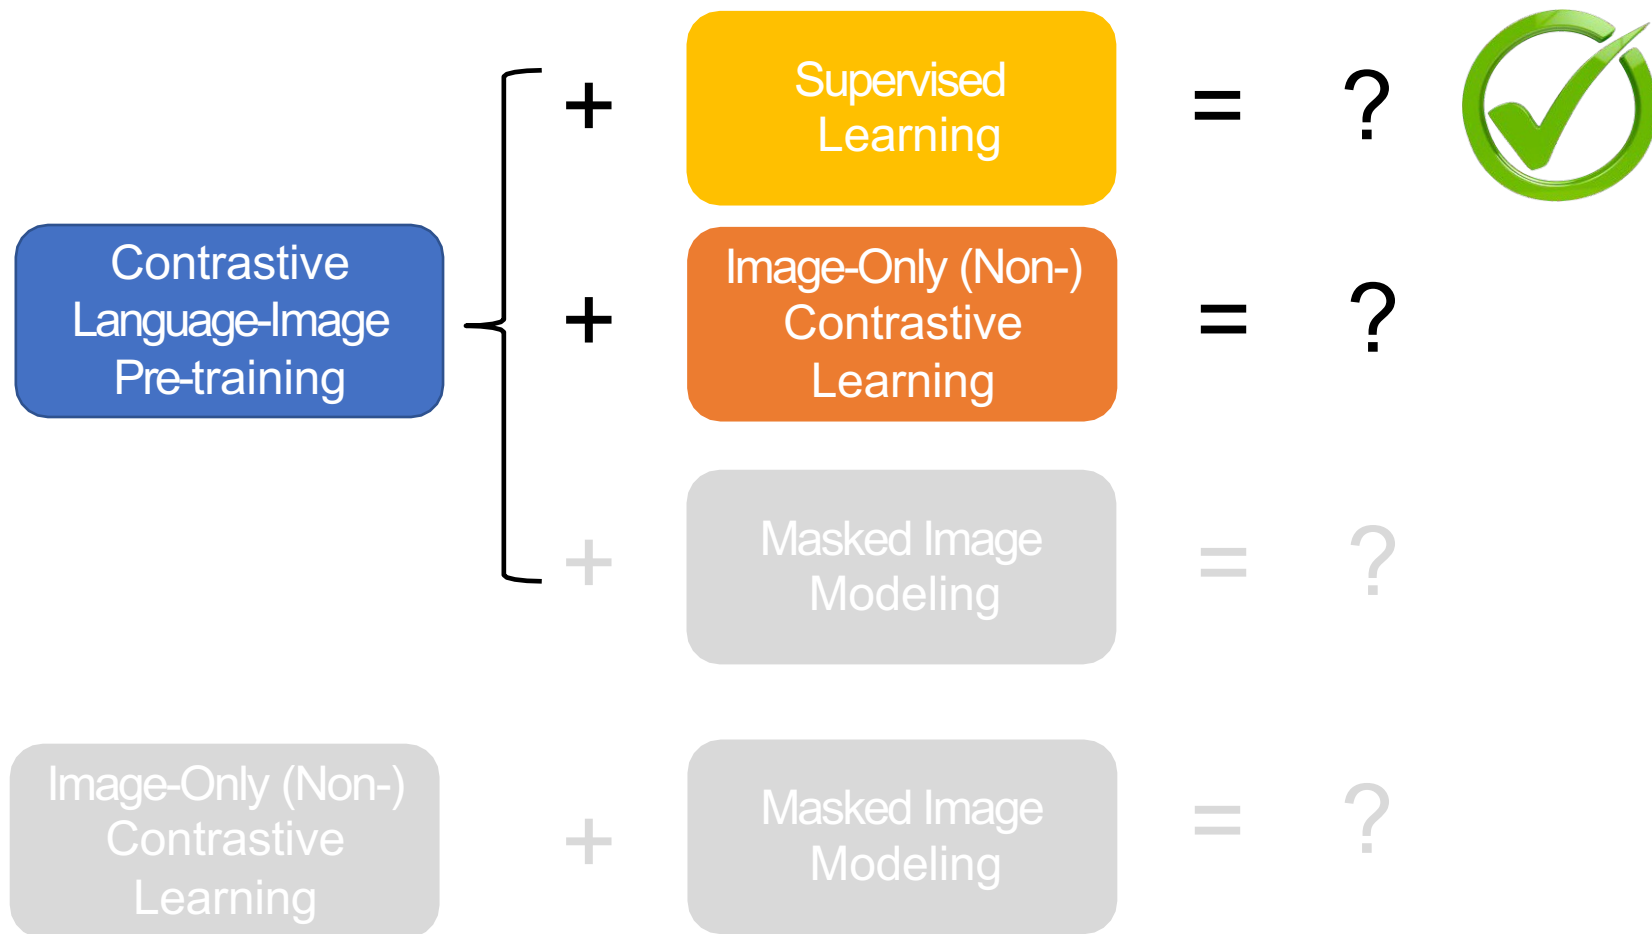 +
Supervised
Learning
= ?
Contrastive
Language-Image
Pre-training
+
Image-Only (Non-)
Contrastive
Learning
= ?
+
Masked Image
Modeling
= ?
Image-Only (Non-)
Contrastive
Learning
+
Masked Image
Modeling
= ?